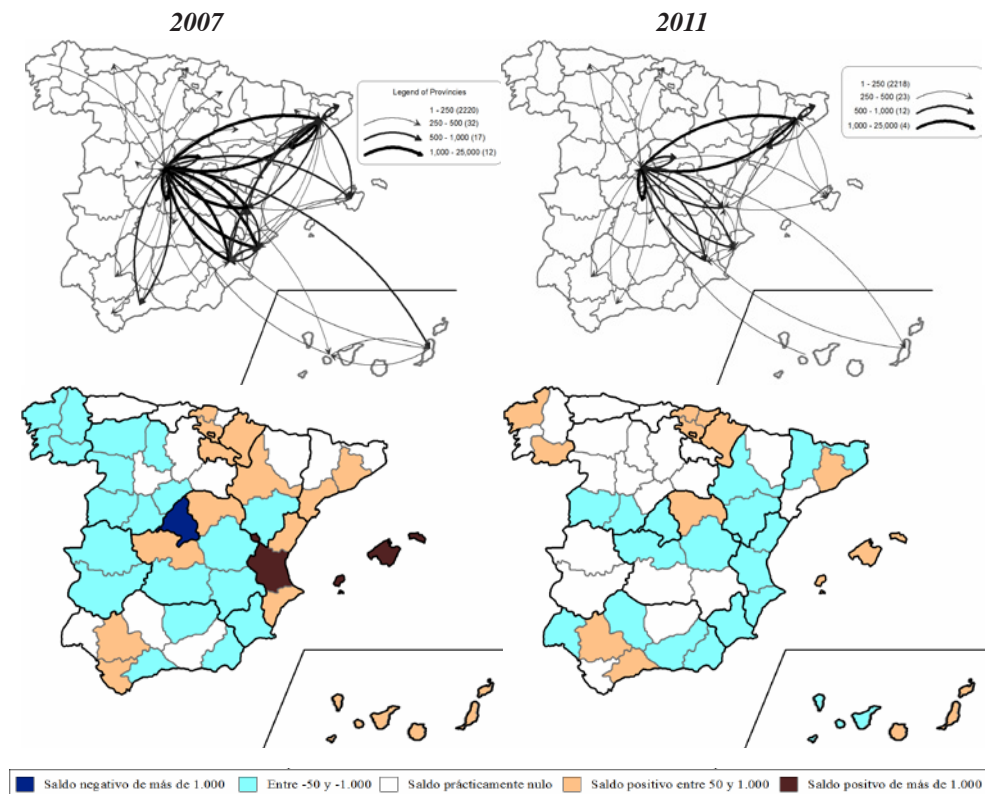 2007
2011
Legend of Provincies
1 - 250 (2220)
250 - 500 (32)
500 - 1,000 (17)
1,000 - 25,000 (12)
1 - 250 (2218)
250 - 500 (23)
500 - 1,000 (12)
1,000 - 25,000 (4)
Saldo negativo de más de 1.000
Entre -50 y -1.000
Saldo prácticamente nulo
Saldo positivo entre 50 y 1.000
Saldo positvo de más de 1.000